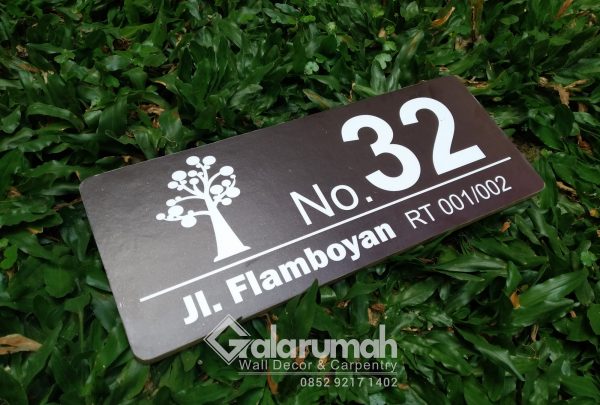 No. 32
Jl. Flamboyan RT 001/002
Galarumah
Wall Decor & Carpentry
0852 9217 1402